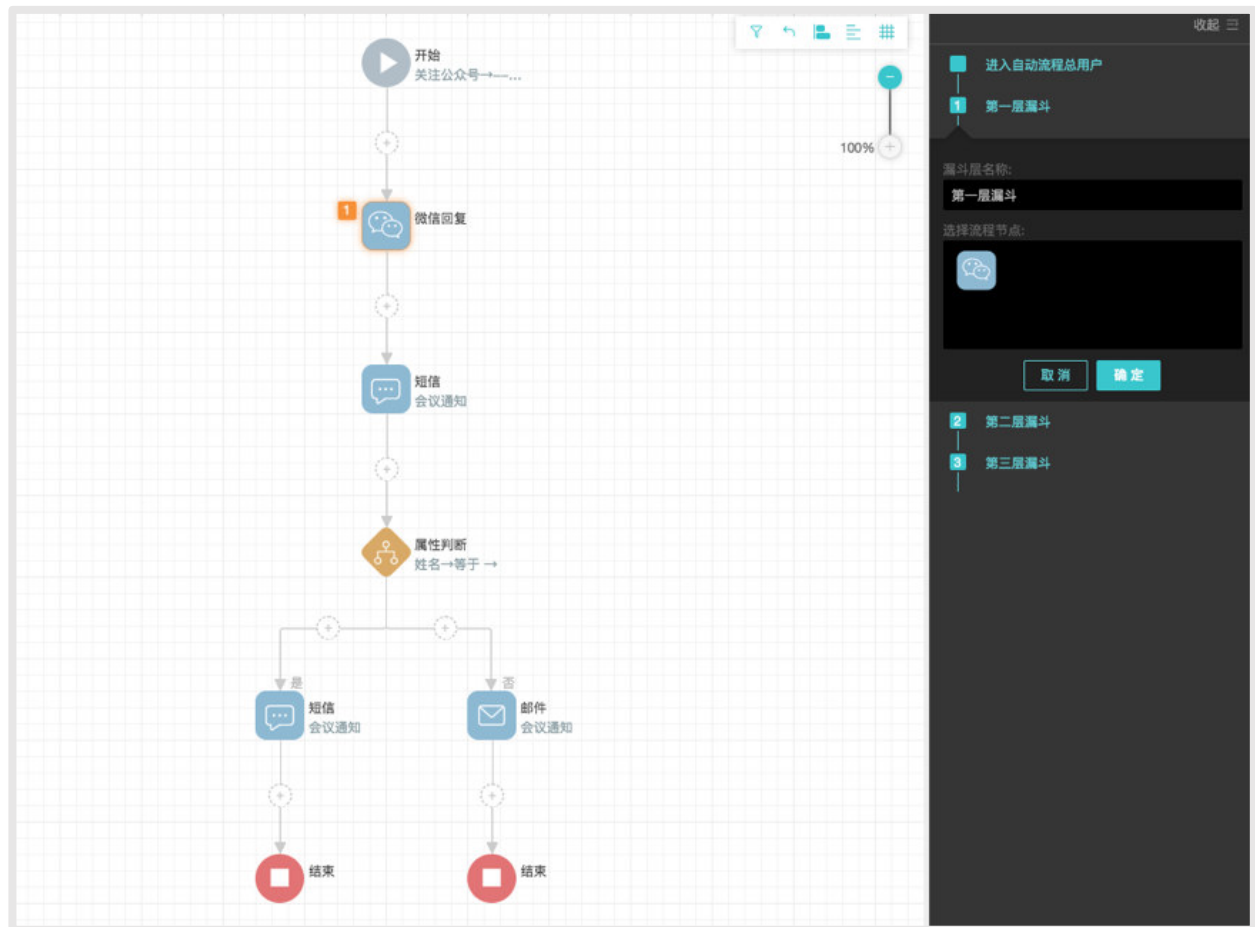 开始
关注公众号→—...
100%
1
微信回复
短信
会议通知
属性判断
姓名→等于 →
是
否
短信
会议通知
邮件
会议通知
结束
结束
收起
进入自动流程总用户
1 第一层漏斗
漏斗层名称:
第一层漏斗
选择流程节点:
取消 确定
2 第二层漏斗
3 第三层漏斗